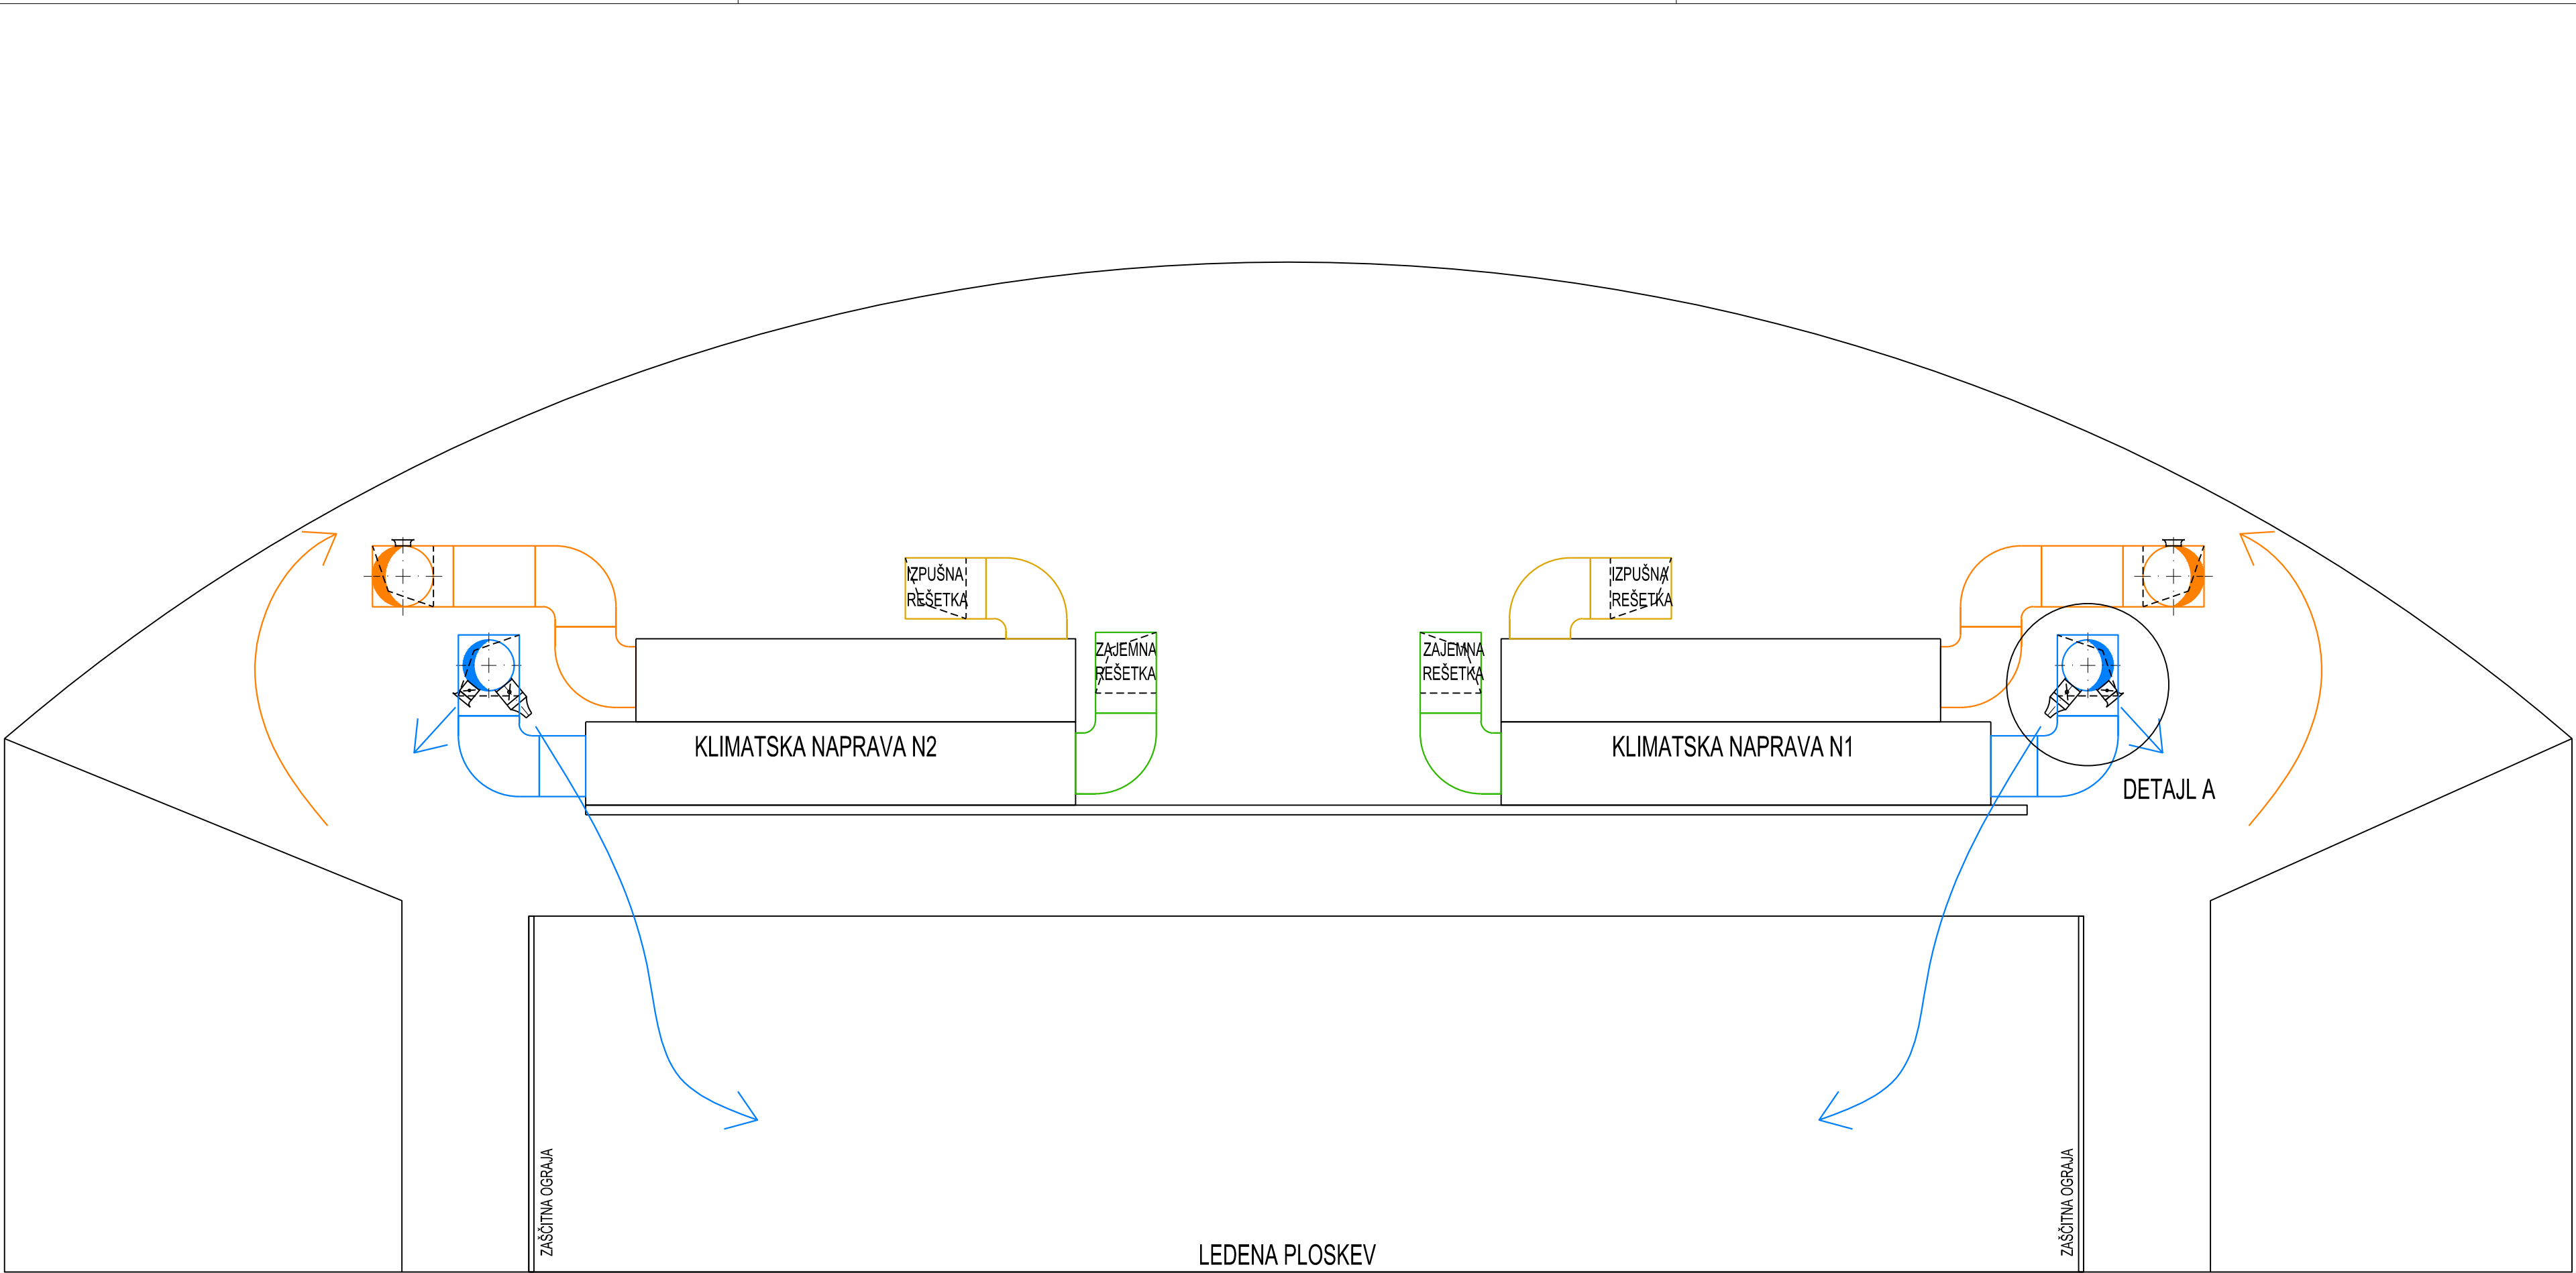 IZPUŠNA
REŠETKA
IZPUŠNA
REŠETKA
ZAJEMNA
REŠETKA
ZAJEMNA
REŠETKA
KLIMATSKA NAPRAVA N2
KLIMATSKA NAPRAVA N1
DETAJL A
ZAŠČITNA OGRAJA
ZAŠČITNA OGRAJA
LEDENA PLOSKEV